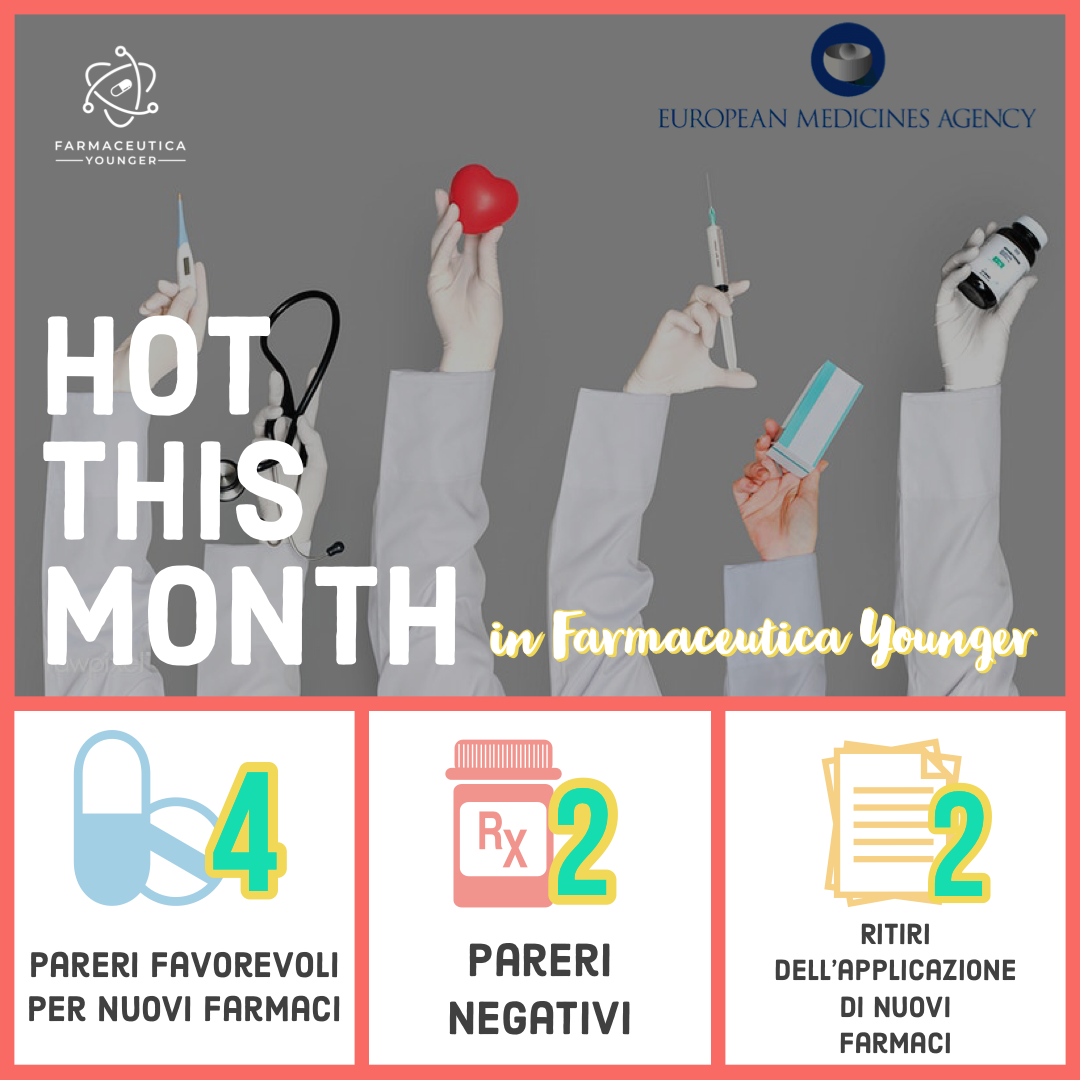 FARMACEUTICA
YOUNGER
EUROPEAN MEDICINES AGENCY
HOT
THIS
MONTH
in Farmaceutica Younger
4
PARERI FAVOREVOLI
PER NUOVI FARMACI
RX
2
PARERI
NEGATIVI
2
RITIRI
DELL'APPLICAZIONE
DI NUOVI
FARMACI